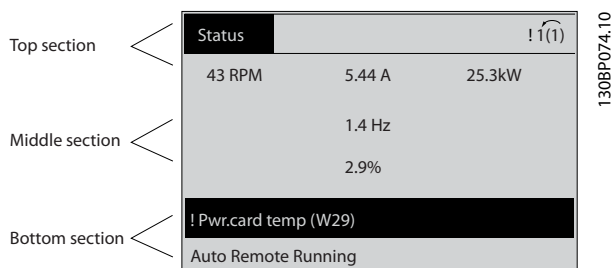 Top section
Status
! 1(1)
43 RPM 5.44 A 25.3kW
Middle section
1.4 Hz
2.9%
! Pwr.card temp (W29)
Bottom section
Auto Remote Running
130BP074.10